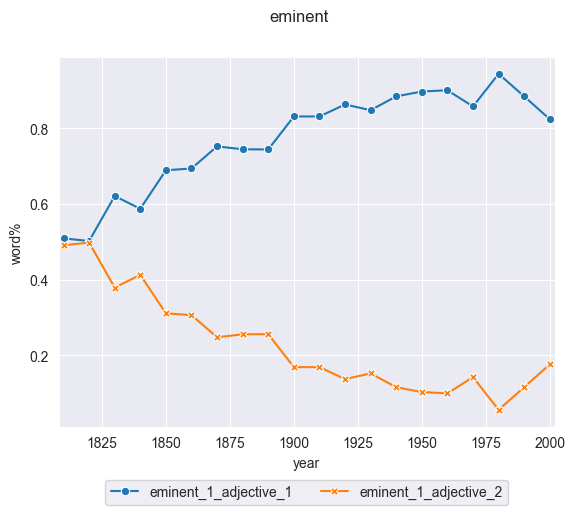 eminent
word%
0.8
0.6
0.4
0.2
1825 1850 1875 1900 1925 1950 1975 2000
year
eminent_1_adjective_1 eminent_1_adjective_2